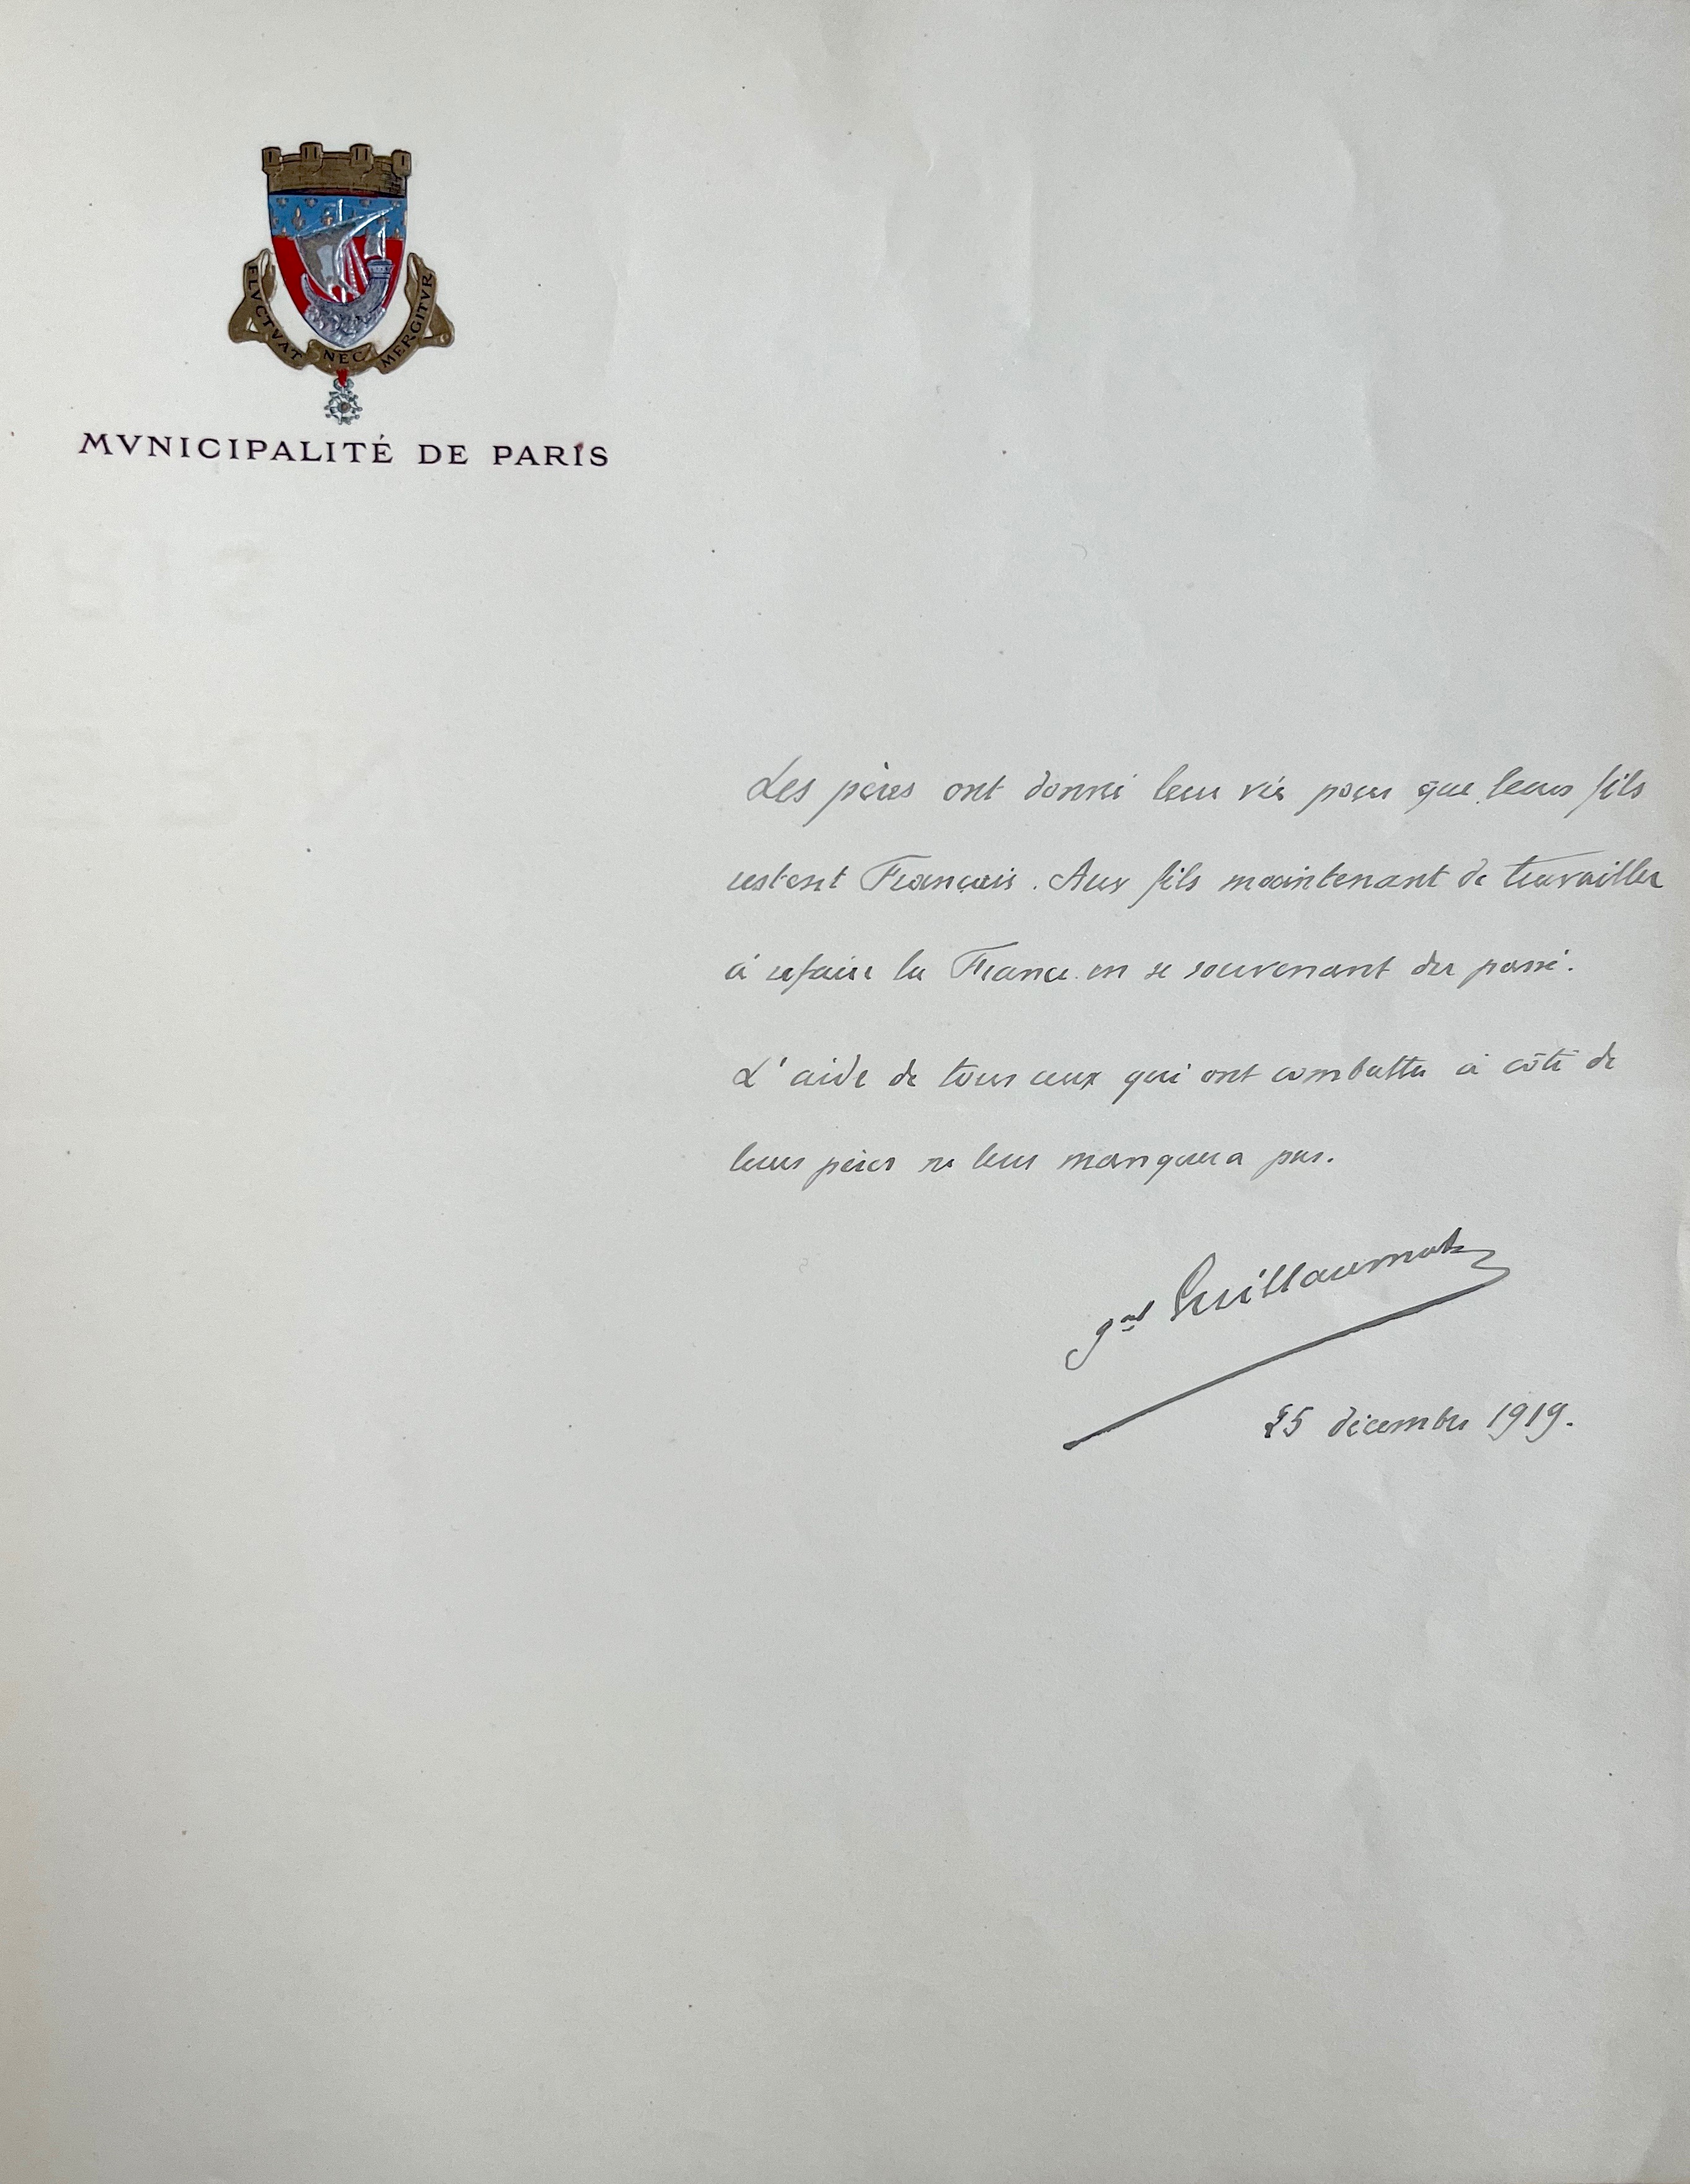 FLVCTVAT NEC MERGITVR
MVNICIPALITÉ DE PARIS
Les pères ont donné leur vie pour que leurs fils
restent Français. Aux fils maintenant de travailler
à refaire la France en se souvenant du passé.
L'aide de tous ceux qui ont combattu à côté de
leurs pères ne leur manquera pas.
gal Guillaumat
25 décembre 1919.